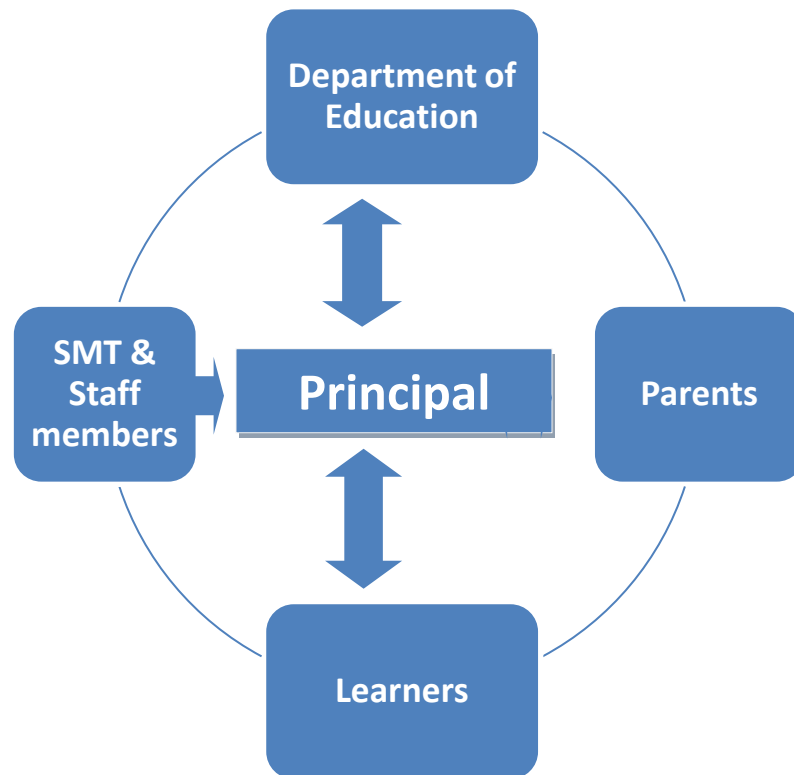 Department of
Education
SMT &
Staff
members
Principal
Parents
Learners